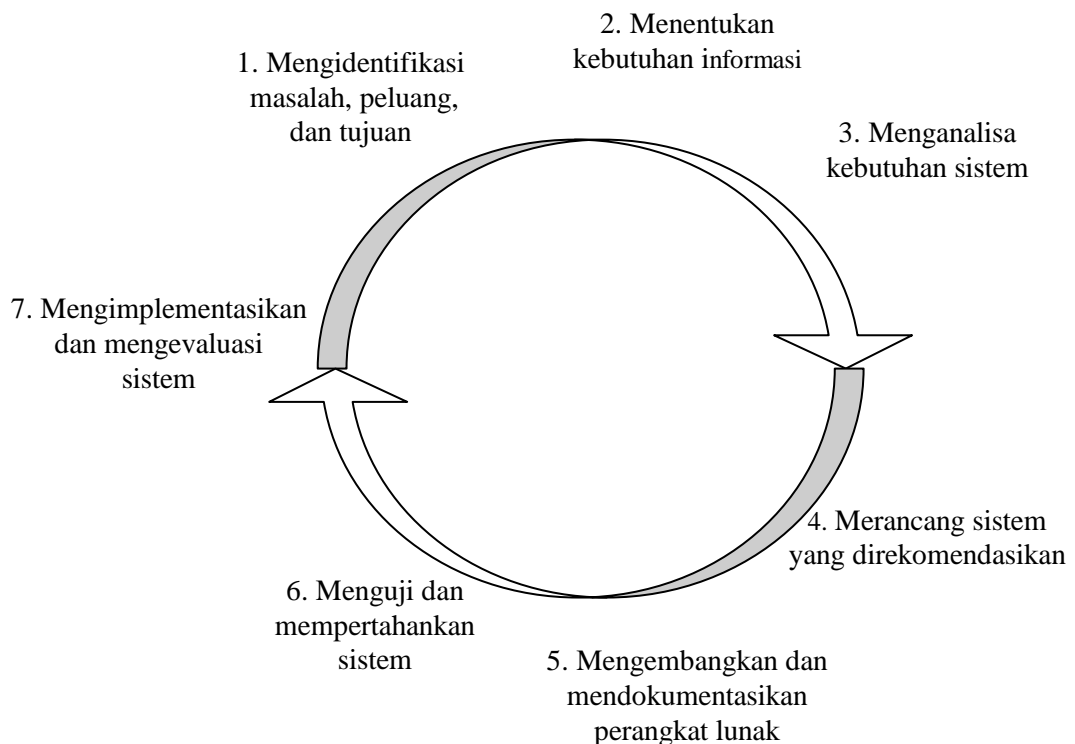 1. Mengidentifikasi
masalah, peluang,
dan tujuan
2. Menentukan
kebutuhan informasi
3. Menganalisa
kebutuhan sistem
4. Merancang sistem
yang direkomendasikan
5. Mengembangkan dan
mendokumentasikan
perangkat lunak
6. Menguji dan
mempertahankan
sistem
7. Mengimplementasikan
dan mengevaluasi
sistem